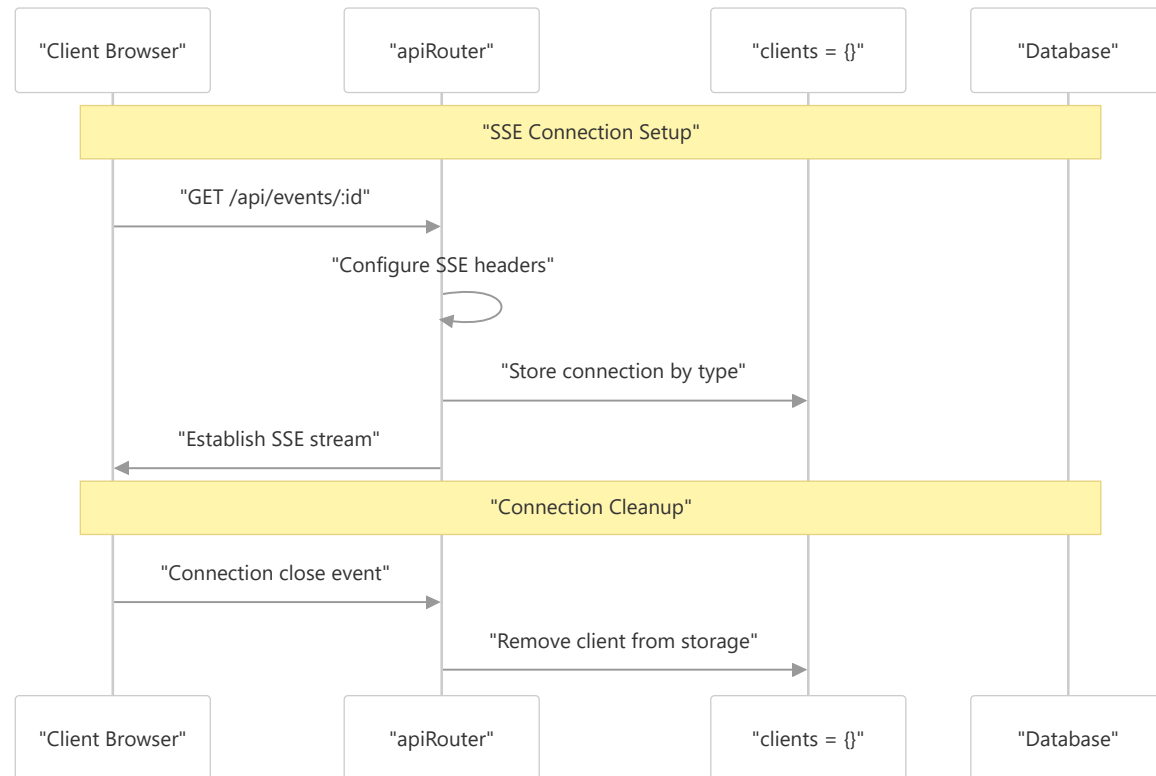 "Client Browser"
"apiRouter"
"clients = {}"
"Database"
"SSE Connection Setup"
"GET /api/events/:id"
"Configure SSE headers"
"Store connection by type"
"Establish SSE stream"
"Connection Cleanup"
"Connection close event"
"Remove client from storage"
"Client Browser"
"apiRouter"
"clients = {}"
"Database"